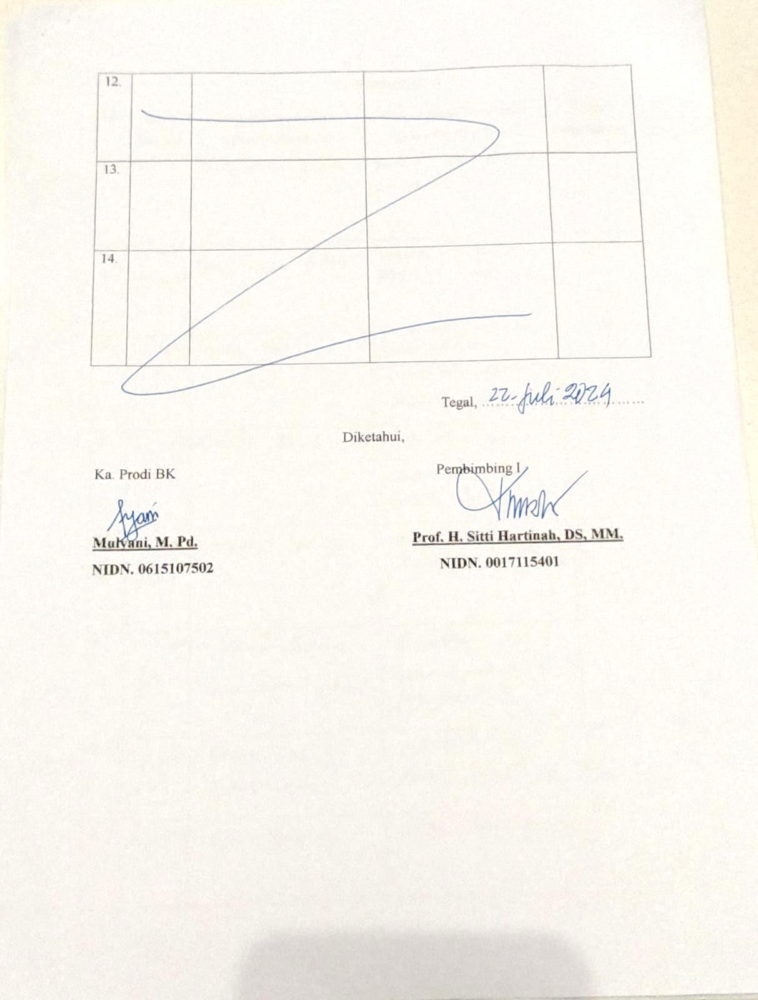 12.
13.
14.
Tegal, 22-Juli-2024
Diketahui,
Ka. Prodi BK
Pembimbing I
Mulyani, M. Pd.
Prof. H. Sitti Hartinah, DS, MM.
NIDN. 0615107502
NIDN. 0017115401